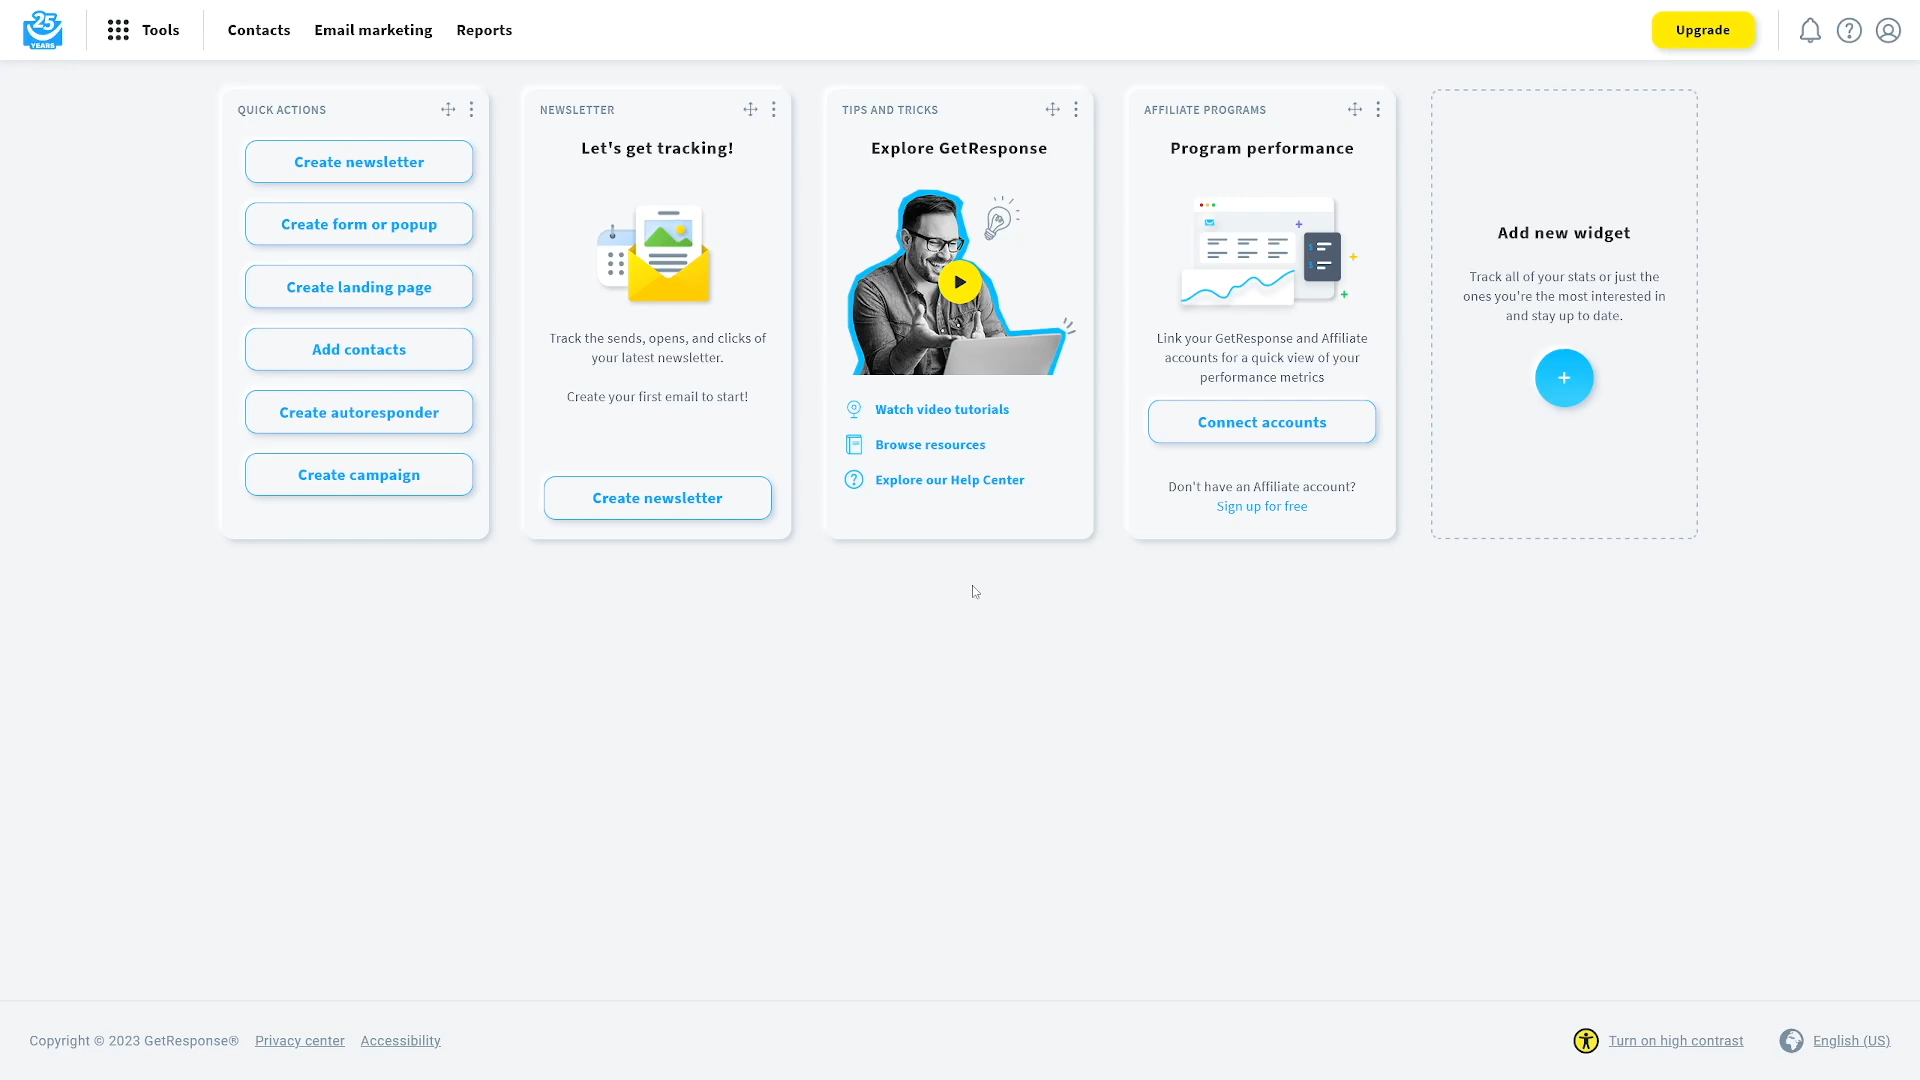 25
YEARS
Tools
Contacts
Email marketing
Reports
Upgrade
QUICK ACTIONS
Create newsletter
Create form or popup
Create landing page
Add contacts
Create autoresponder
Create campaign
NEWSLETTER
Let's get tracking!
Track the sends, opens, and clicks of
your latest newsletter.
Create your first email to start!
Create newsletter
TIPS AND TRICKS
Explore GetResponse
Watch video tutorials
Browse resources
Explore our Help Center
AFFILIATE PROGRAMS
Program performance
Link your GetResponse and Affiliate
accounts for a quick view of your
performance metrics
Connect accounts
Don't have an Affiliate account?
Sign up for free
Add new widget
Track all of your stats or just the
ones you're the most interested in
and stay up to date.
Copyright © 2023 GetResponse®
Privacy center
Accessibility
Turn on high contrast
English (US)